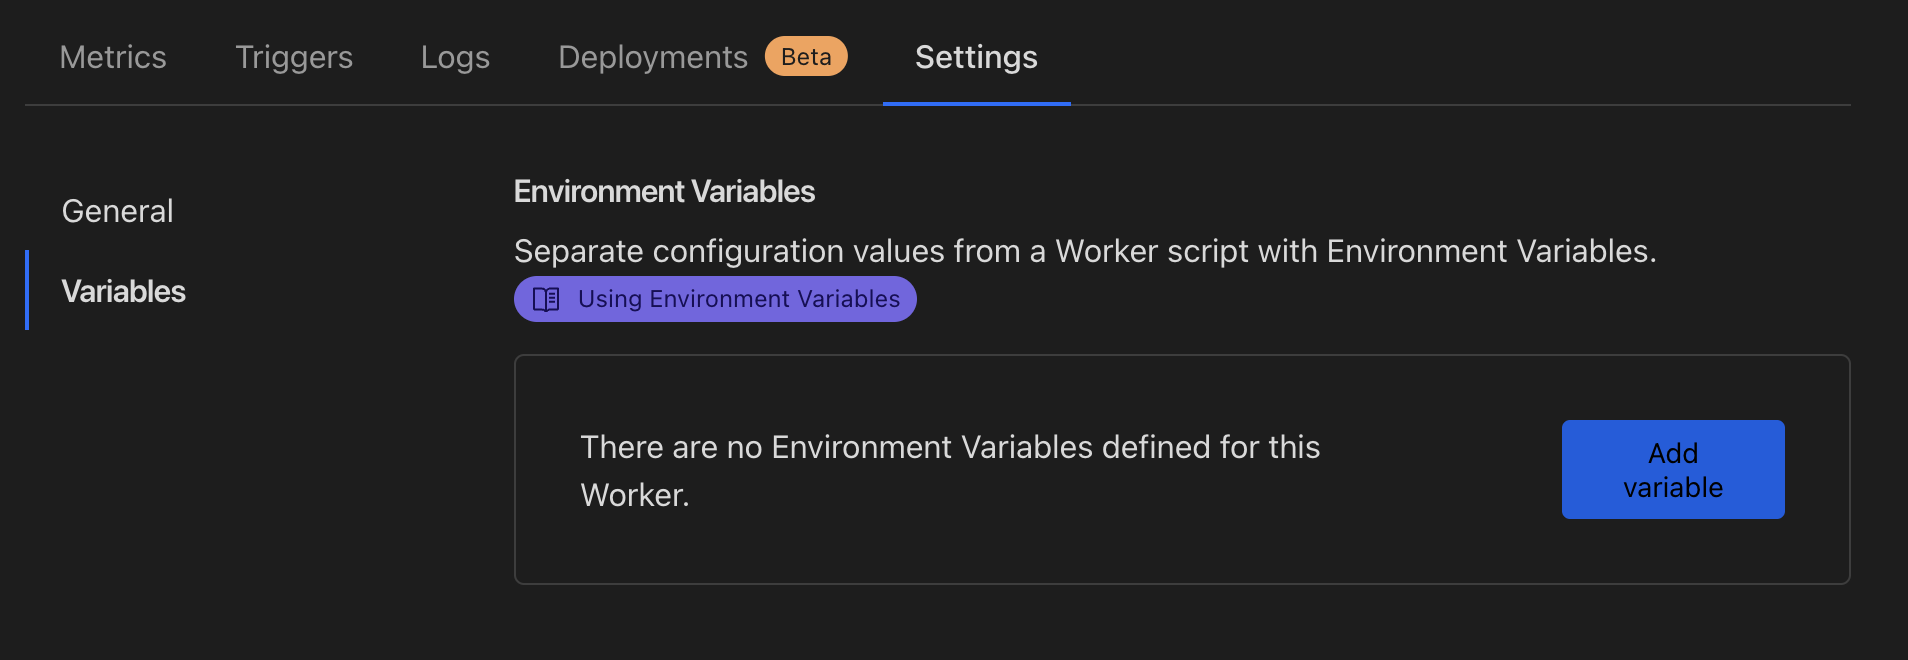 Metrics Triggers Logs Deployments Beta Settings
General
Variables
Environment Variables
Separate configuration values from a Worker script with Environment Variables.
Using Environment Variables
There are no Environment Variables defined for this
Worker.
Add
variable